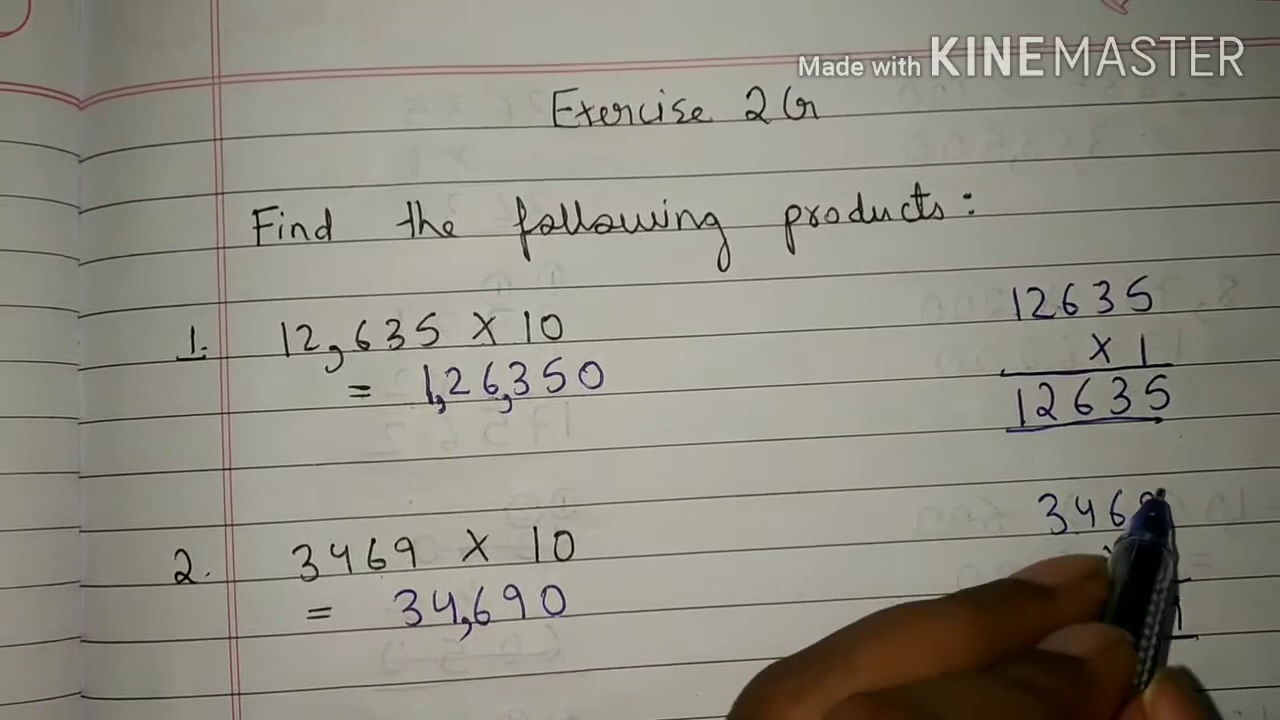 Made with KINEMASTER
Exercise 2G
Find the following products:
1. 12,635 X 10
= 1,26,350
12635
X 1
12635
2. 3469 X 10
= 34,690
346